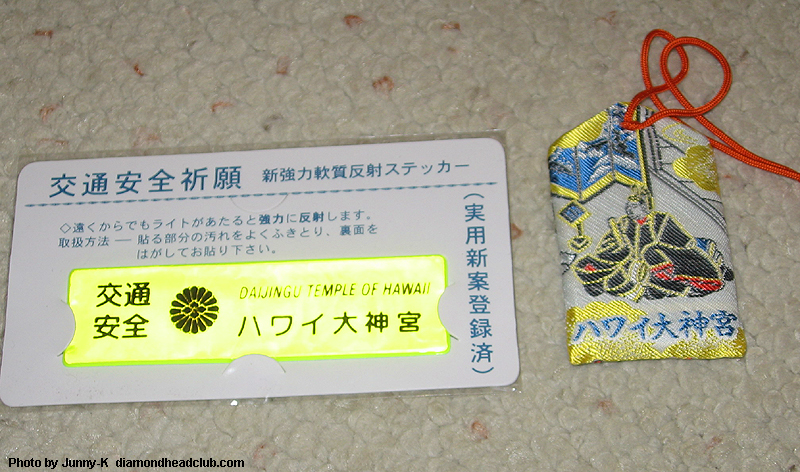 交通安全祈願 新強力軟質反射ステッカー
◇遠くからでもライトがあたると強力に反射します。
取扱方法 ― 貼る部分の汚れをよくふきとり、裏面を
はがしてお貼り下さい。
(実用新案登録済)
交通安全
DAIJINGU TEMPLE OF HAWAII
ハワイ大神宮
ハワイ大神宮
Photo by Junny-K diamondheadclub.com